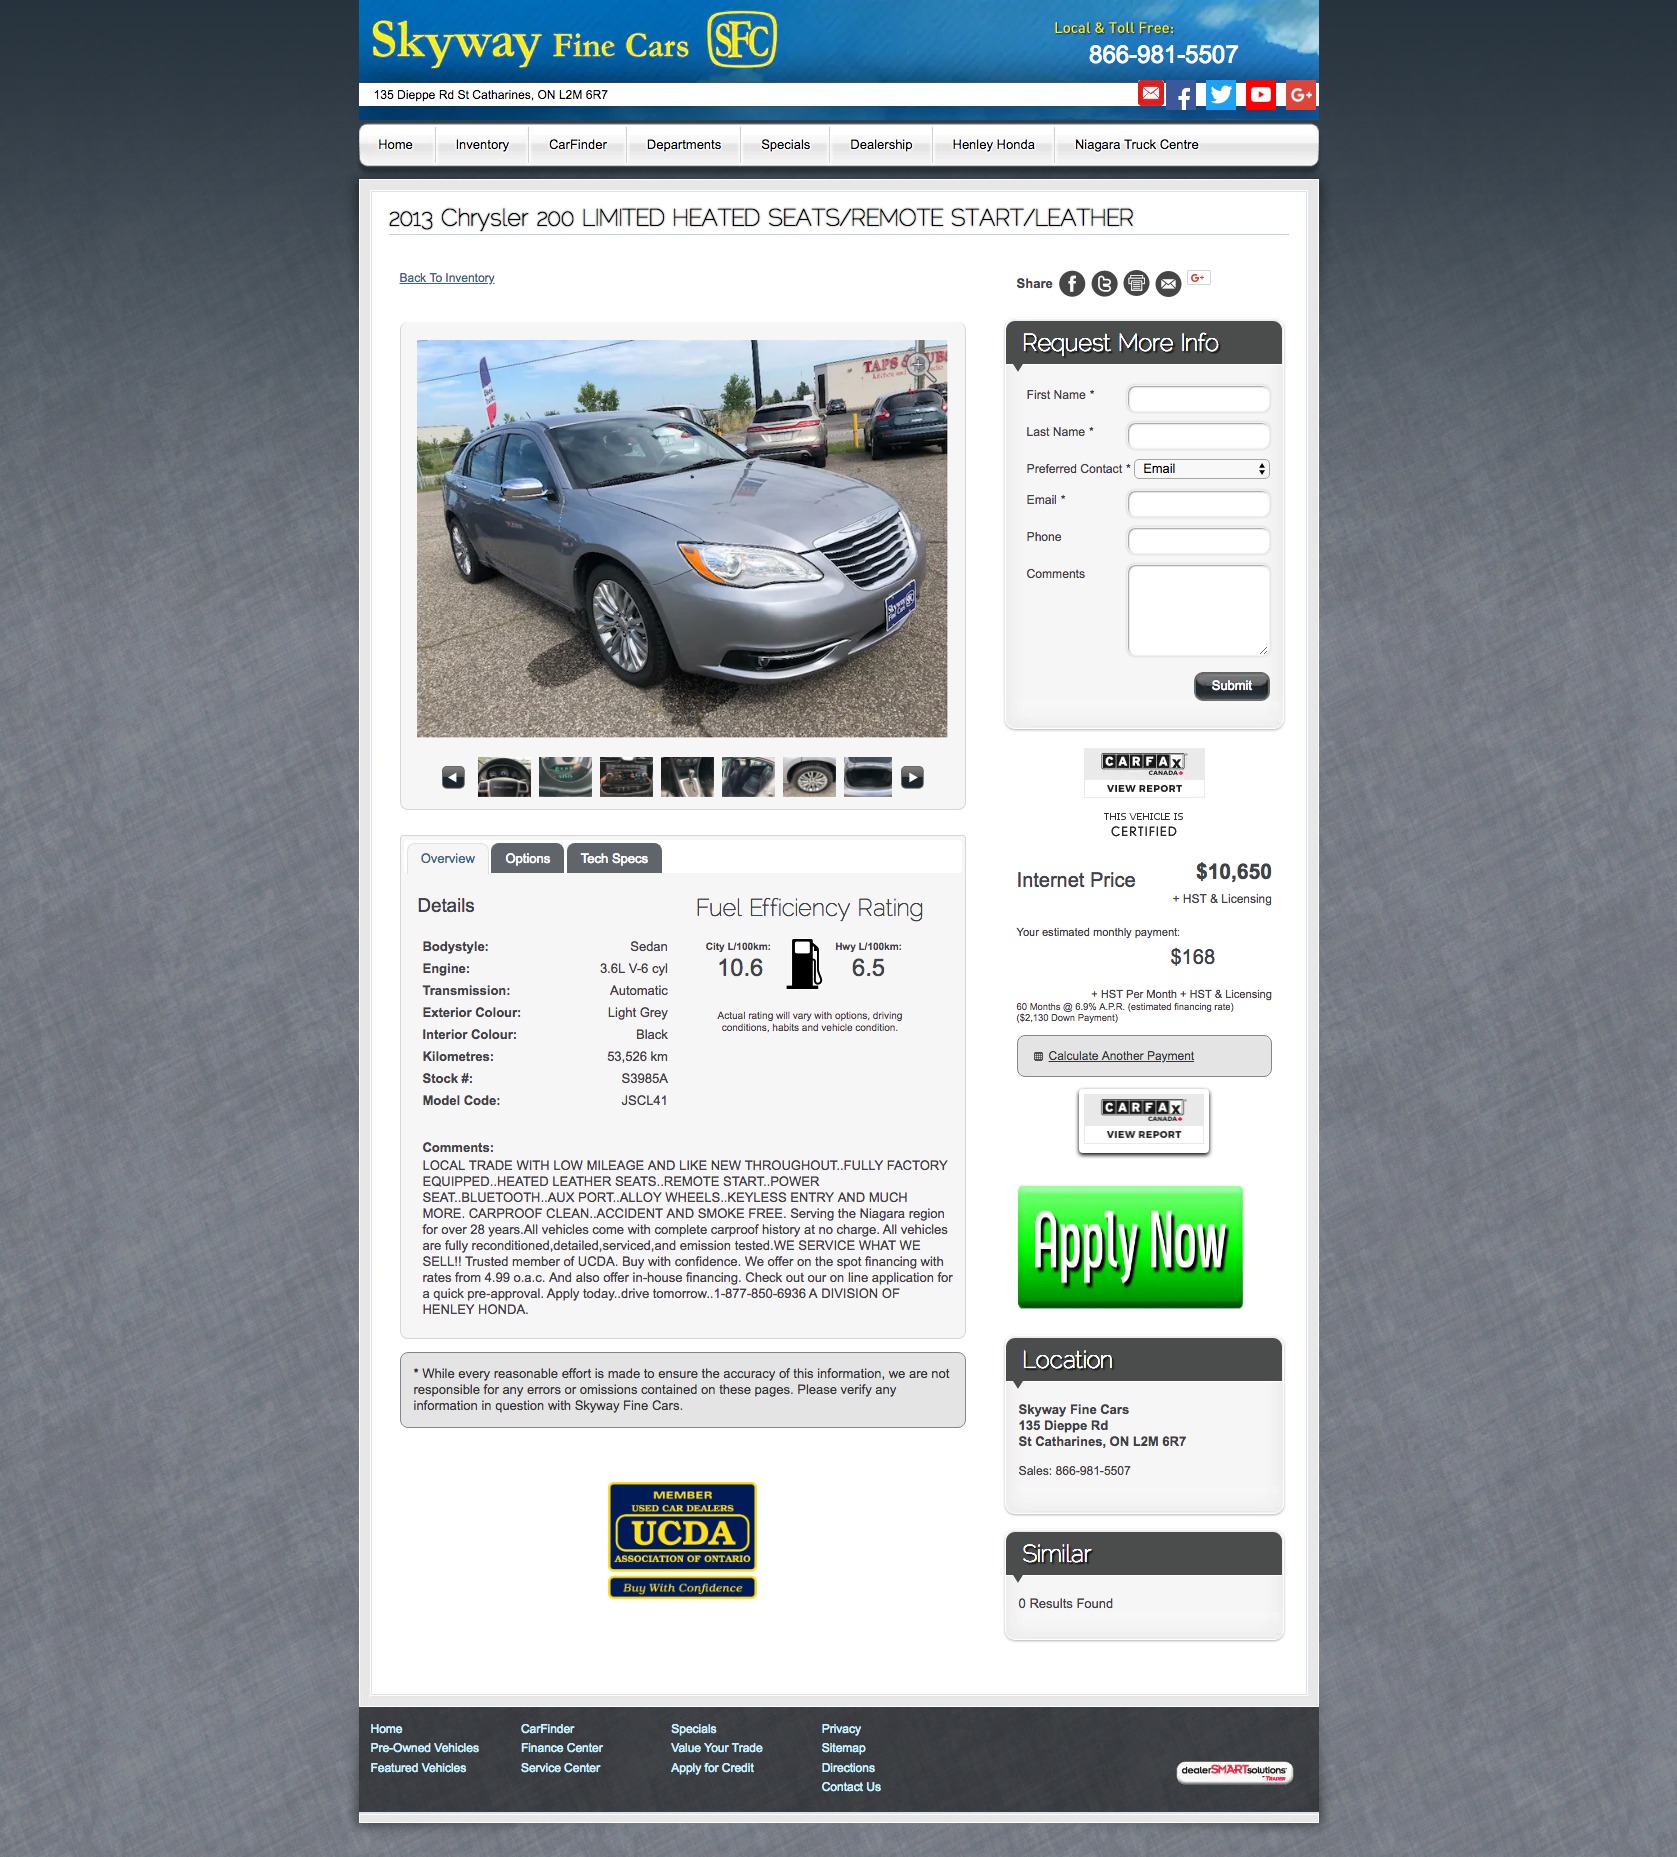 Skyway Fine Cars SFC
Local & Toll Free:
866-981-5507
135 Dieppe Rd St Catharines, ON L2M 6R7
Home Inventory CarFinder Departments Specials Dealership Henley Honda Niagara Truck Centre
2013 Chrysler 200 LIMITED HEATED SEATS/REMOTE START/LEATHER
Back To Inventory
Share
G+
TAPS & TUBS
Skyway
Fine Cars
Request More Info
First Name *
Last Name *
Preferred Contact * Email
Email *
Phone
Comments
Submit
CARFAX
CANADA
VIEW REPORT
THIS VEHICLE IS
CERTIFIED
Internet Price $10,650
+ HST & Licensing
Your estimated monthly payment:
$168
+ HST Per Month + HST & Licensing
60 Months @ 6.9% A.P.R. (estimated financing rate)
($2,130 Down Payment)
Calculate Another Payment
CARFAX
CANADA
VIEW REPORT
Apply Now
Overview Options Tech Specs
Details
Bodystyle: Sedan
Engine: 3.6L V-6 cyl
Transmission: Automatic
Exterior Colour: Light Grey
Interior Colour: Black
Kilometres: 53,526 km
Stock #: S3985A
Model Code: JSCL41
Fuel Efficiency Rating
City L/100km: Hwy L/100km:
10.6 6.5
Actual rating will vary with options, driving
conditions, habits and vehicle condition.
Comments:
LOCAL TRADE WITH LOW MILEAGE AND LIKE NEW THROUGHOUT..FULLY FACTORY
EQUIPPED..HEATED LEATHER SEATS..REMOTE START..POWER
SEAT..BLUETOOTH..AUX PORT..ALLOY WHEELS..KEYLESS ENTRY AND MUCH
MORE. CARPROOF CLEAN..ACCIDENT AND SMOKE FREE. Serving the Niagara region
for over 28 years.All vehicles come with complete carproof history at no charge. All vehicles
are fully reconditioned,detailed,serviced,and emission tested.WE SERVICE WHAT WE
SELL!! Trusted member of UCDA. Buy with confidence. We offer on the spot financing with
rates from 4.99 o.a.c. And also offer in-house financing. Check out our on line application for
a quick pre-approval. Apply today..drive tomorrow..1-877-850-6936 A DIVISION OF
HENLEY HONDA.
* While every reasonable effort is made to ensure the accuracy of this information, we are not
responsible for any errors or omissions contained on these pages. Please verify any
information in question with Skyway Fine Cars.
MEMBER
USED CAR DEALERS
UCDA
ASSOCIATION OF ONTARIO
Buy With Confidence
Location
Skyway Fine Cars
135 Dieppe Rd
St Catharines, ON L2M 6R7
Sales: 866-981-5507
Similar
0 Results Found
Home CarFinder Specials Privacy
Pre-Owned Vehicles Finance Center Value Your Trade Sitemap
Featured Vehicles Service Center Apply for Credit Directions
Contact Us
dealerSMARTsolutions
TRADER